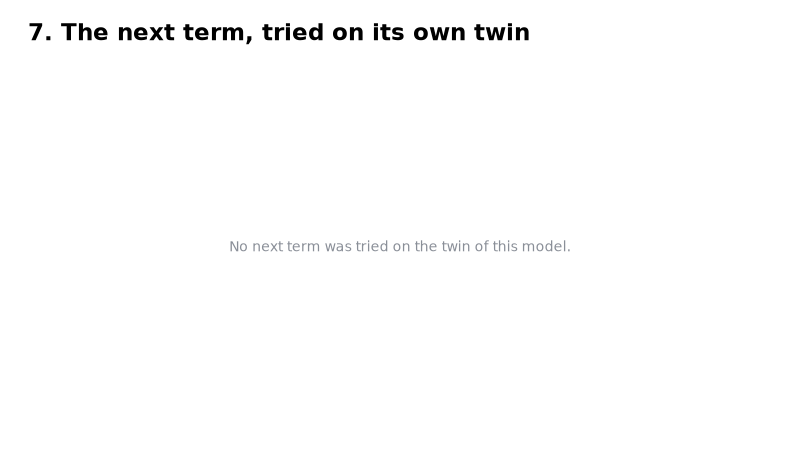 7. The next term, tried on its own twin
No next term was tried on the twin of this model.